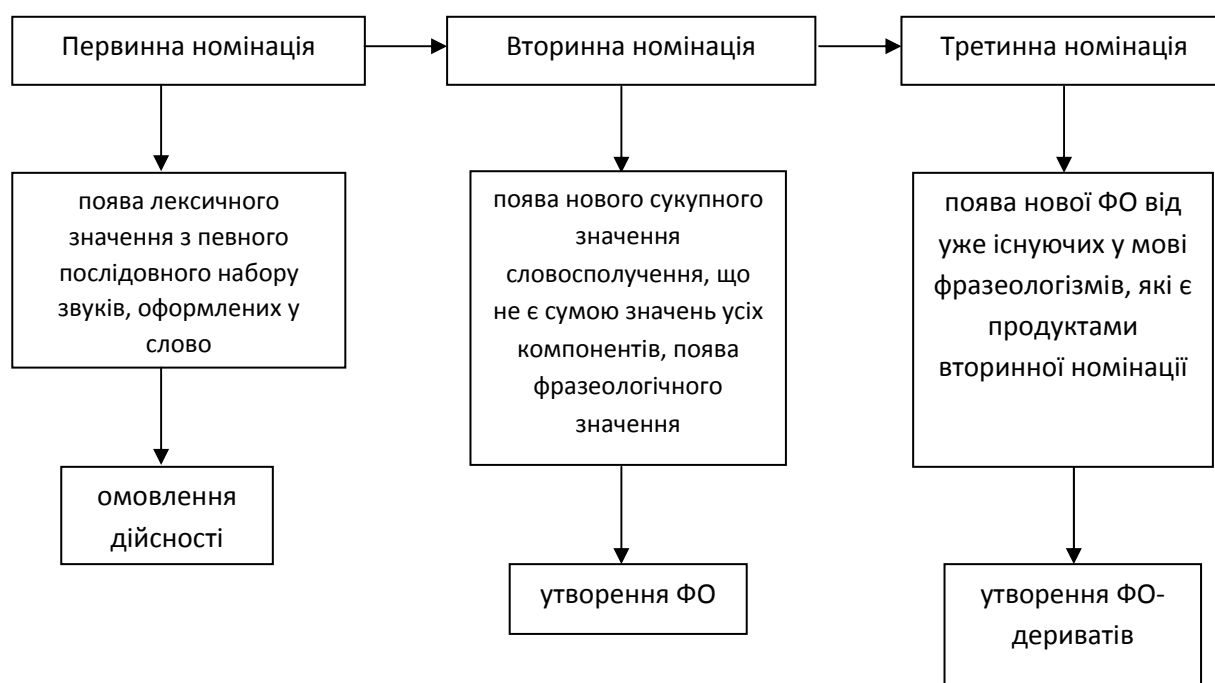 Первинна номінація
Вторинна номінація
Третинна номінація
поява лексичного
значення з певного
послідовного набору
звуків, оформлених у
слово
поява нового сукупного
значення
словосполучення, що
не є сумою значень усіх
компонентів, поява
фразеологічного
значення
поява нової ФО від
уже існуючих у мові
фразеологізмів, які є
продуктами
вторинної номінації
омовлення
дійсності
утворення ФО
утворення ФО-
дериватів